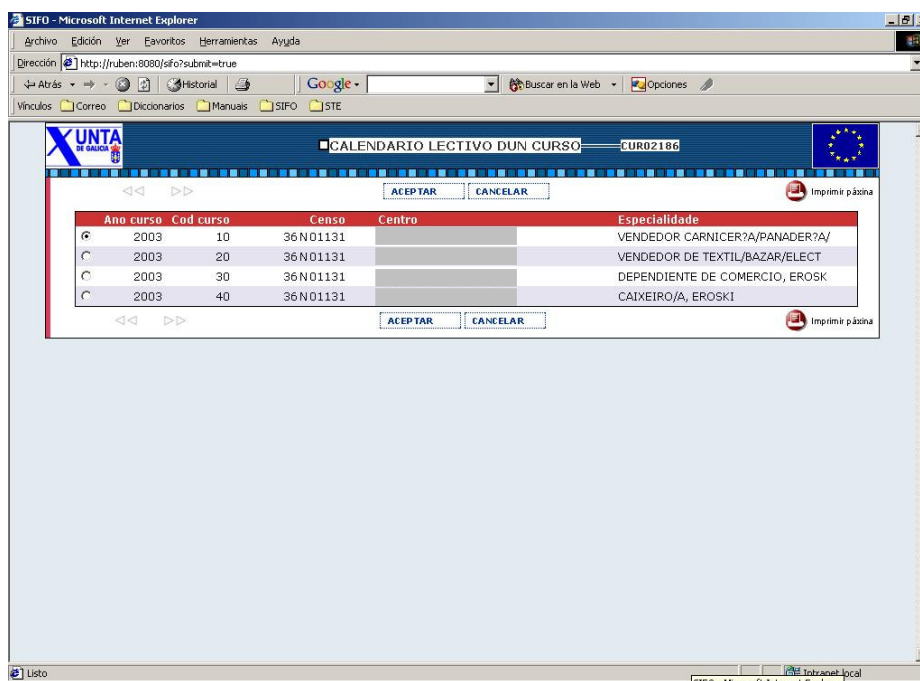 SIFO - Microsoft Internet Explorer
Archivo Edición Ver Favoritos Herramientas Ayuda
Dirección http://ruben:8080/sifo?submit=true
Atrás Historial Google Buscar en la Web Opciones
Vínculos Correo Diccionarios Manuais SIFO STE
XUNTA DE GALICIA
CALENDARIO LECTIVO DUN CURSO CUR02186
ACEPTAR CANCELAR Imprimir páxina
Ano curso Cod curso Censo Centro Especialidade
2003 10 36N01131 VENDEDOR CARNICER?A/PANADER?A/
2003 20 36N01131 VENDEDOR DE TEXTIL/BAZAR/ELECT
2003 30 36N01131 DEPENDIENTE DE COMERCIO, EROSK
2003 40 36N01131 CAIXEIRO/A, EROSKI
ACEPTAR CANCELAR Imprimir páxina
Listo Intranet local